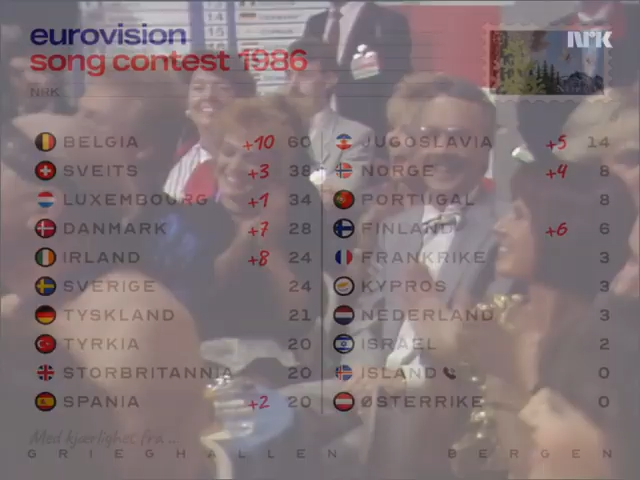 eurovision
song contest 1986
NRK
NRK
BELGIA +10 60
SVEITS +3 38
LUXEMBOURG +1 34
DANMARK +7 28
IRLAND +8 24
SVERIGE 24
TYSKLAND 21
TYRKIA 20
STORBRITANNIA 20
SPANIA +2 20
JUGOSLAVIA +5 14
NORGE +4 8
PORTUGAL 8
FINLAND +6 6
FRANKRIKE 3
KYPROS 3
NEDERLAND 3
ISRAEL 2
ISLAND 0
ØSTERRIKE 0
Med kjærlighet fra ..
GRIEGHALLEN BERGEN